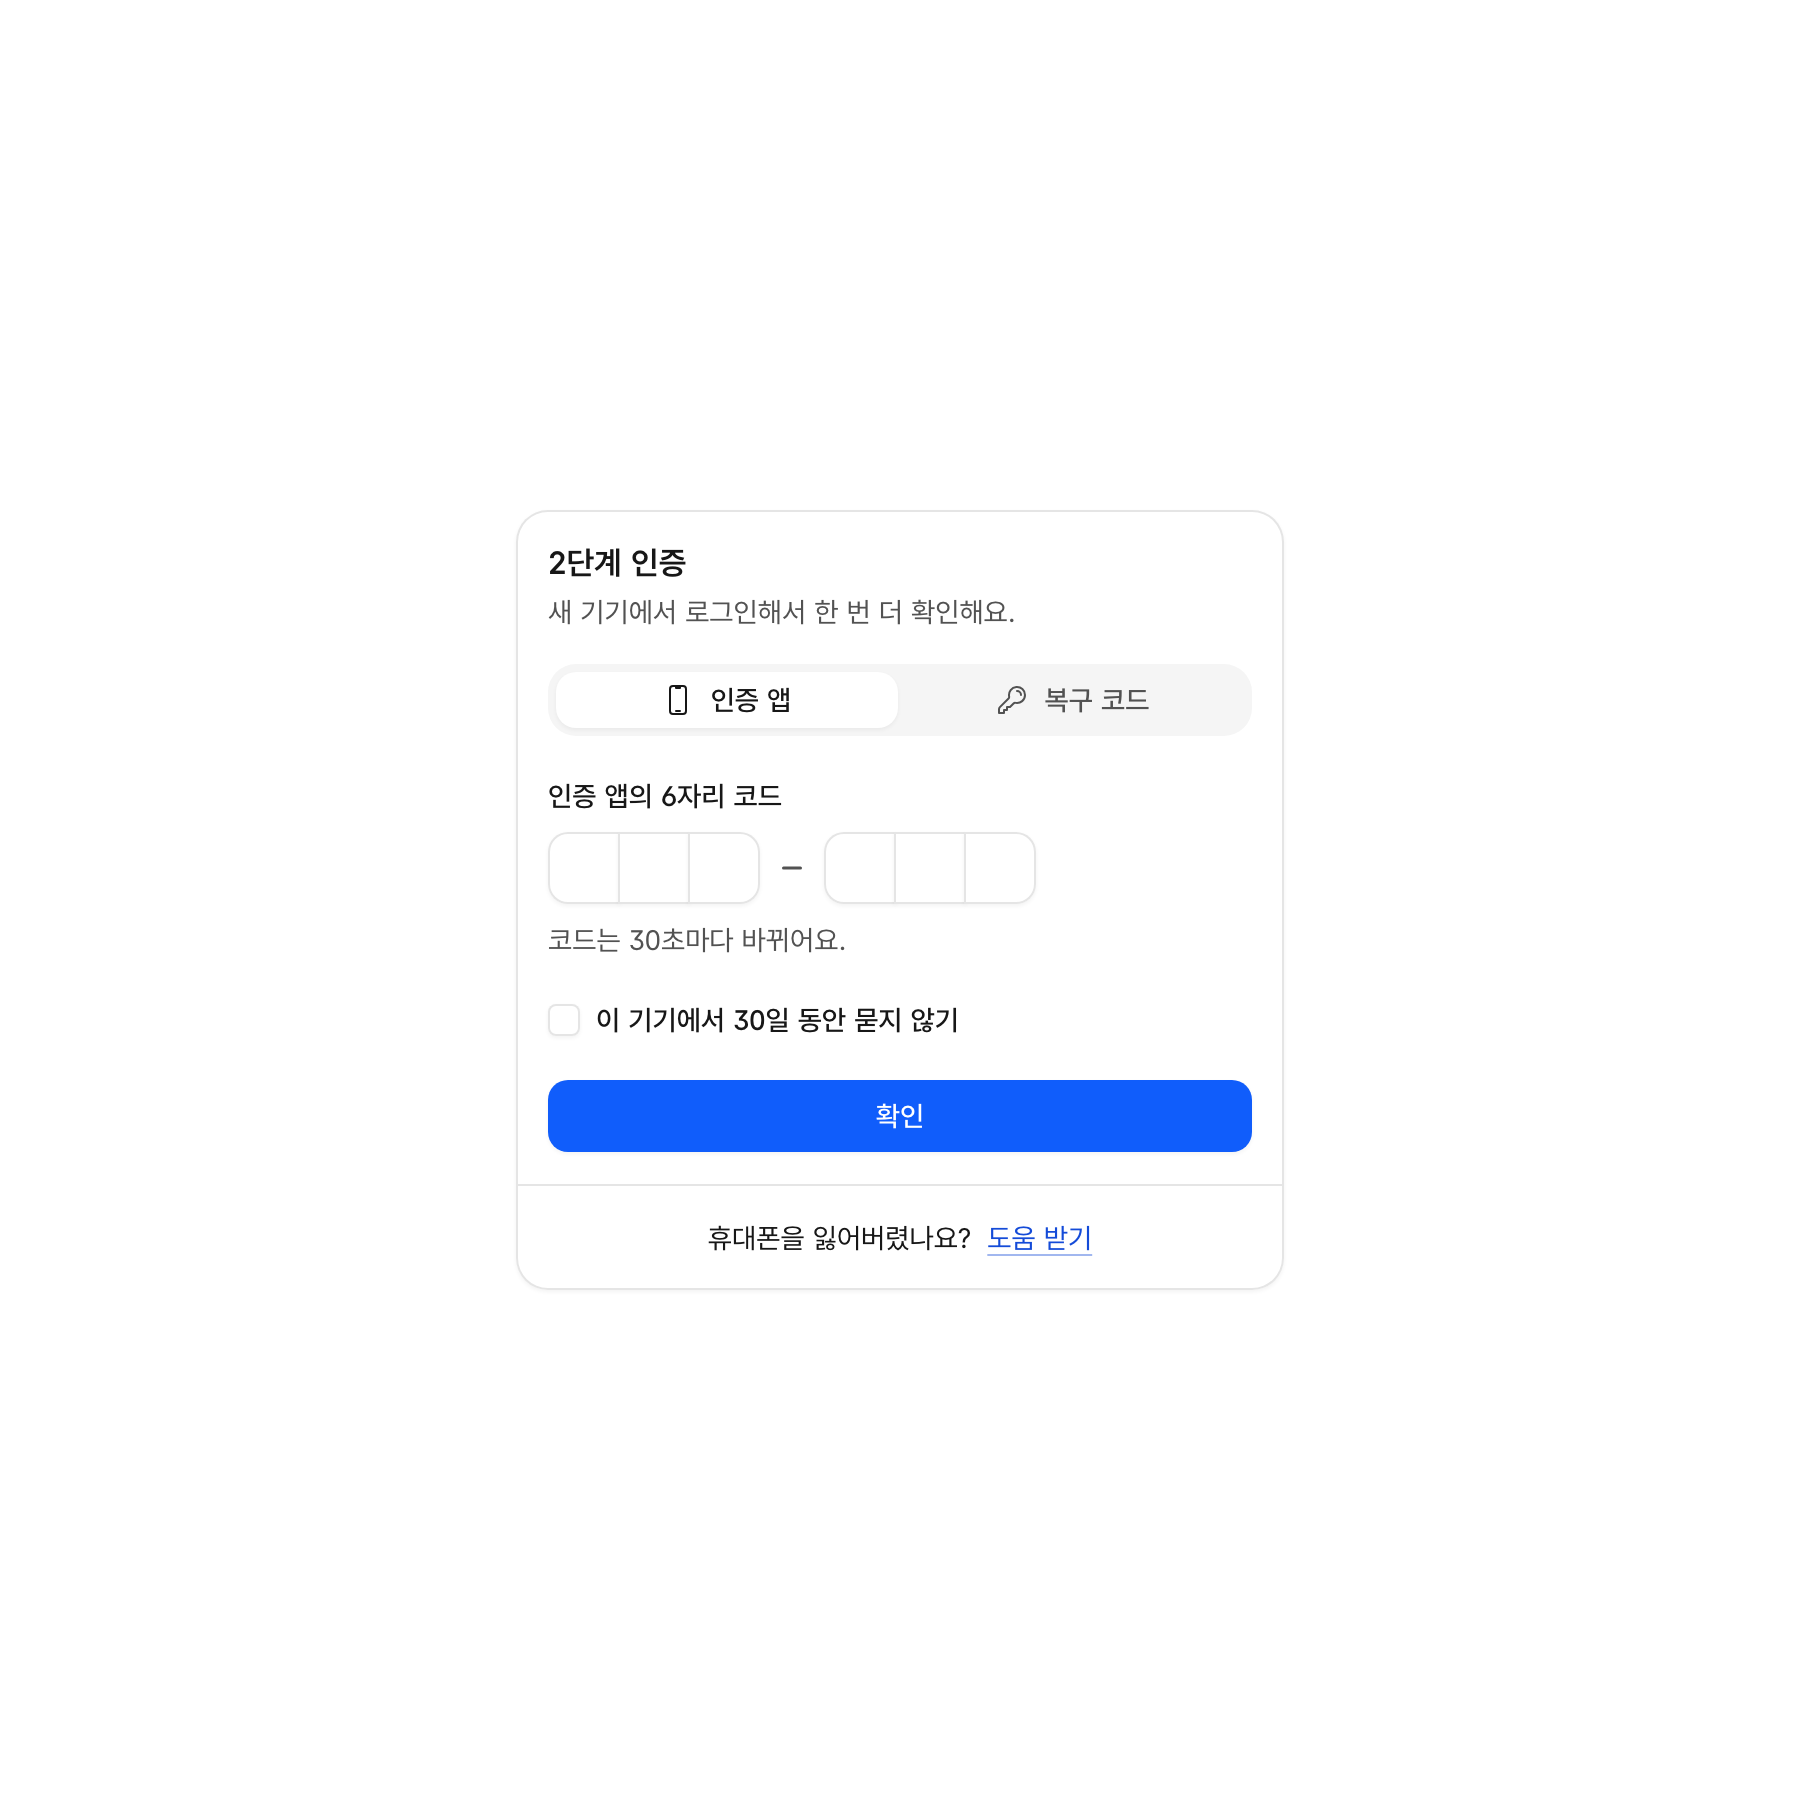 2단계 인증
새 기기에서 로그인해서 한 번 더 확인해요.
인증 앱 복구 코드
인증 앱의 6자리 코드
–
코드는 30초마다 바뀌어요.
이 기기에서 30일 동안 묻지 않기
확인
휴대폰을 잃어버렸나요? 도움 받기